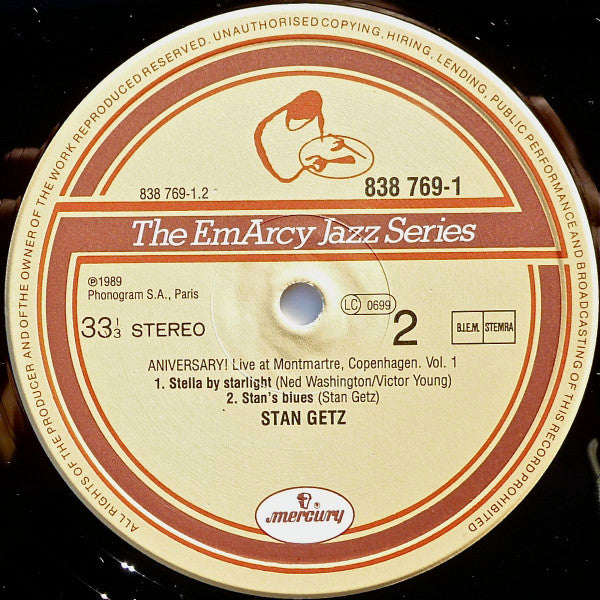 ALL RIGHTS OF THE PRODUCER AND OF THE OWNER OF THE WORK REPRODUCED RESERVED. UNAUTHORISED COPYING, HIRING, LENDING, PUBLIC PERFORMANCE AND BROADCASTING OF THIS RECORD PROHIBITED
838 769-1.2
838 769-1
The EmArcy Jazz Series
℗1989
Phonogram S.A., Paris
LC 0699
33 1/3 STEREO
2
B.I.E.M. STEMRA
ANIVERSARY! Live at Montmartre, Copenhagen. Vol. 1
1. Stella by starlight (Ned Washington/Victor Young)
2. Stan's blues (Stan Getz)
STAN GETZ
mercury